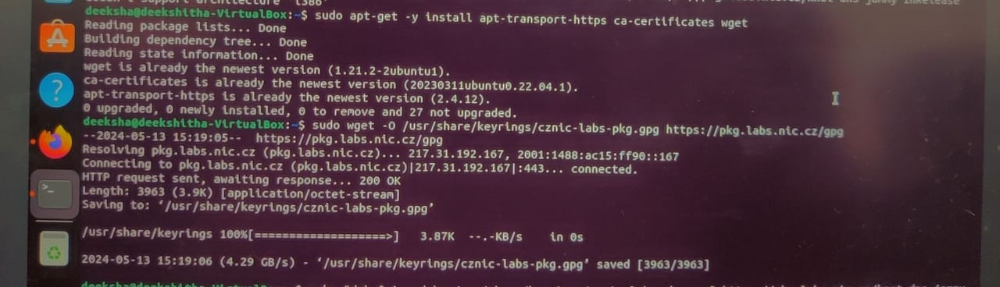 support architecture 'i386'
deeksha@deekshitha-VirtualBox:~$ sudo apt-get -y install apt-transport-https ca-certificates wget
Reading package lists... Done
Building dependency tree... Done
Reading state information... Done
wget is already the newest version (1.21.2-2ubuntu1).
ca-certificates is already the newest version (20230311ubuntu0.22.04.1).
apt-transport-https is already the newest version (2.4.12).
0 upgraded, 0 newly installed, 0 to remove and 27 not upgraded.
deeksha@deekshitha-VirtualBox:~$ sudo wget -O /usr/share/keyrings/cznic-labs-pkg.gpg https://pkg.labs.nic.cz/gpg
--2024-05-13 15:19:05--  https://pkg.labs.nic.cz/gpg
Resolving pkg.labs.nic.cz (pkg.labs.nic.cz)... 217.31.192.167, 2001:1488:ac15:ff90::167
Connecting to pkg.labs.nic.cz (pkg.labs.nic.cz)|217.31.192.167|:443... connected.
HTTP request sent, awaiting response... 200 OK
Length: 3963 (3.9K) [application/octet-stream]
Saving to: ‘/usr/share/keyrings/cznic-labs-pkg.gpg’
/usr/share/keyrings 100%[===================>]   3.87K  --.-KB/s    in 0s
2024-05-13 15:19:06 (4.29 GB/s) - ‘/usr/share/keyrings/cznic-labs-pkg.gpg’ saved [3963/3963]
deeksha@deekshitha-VirtualBox:~$